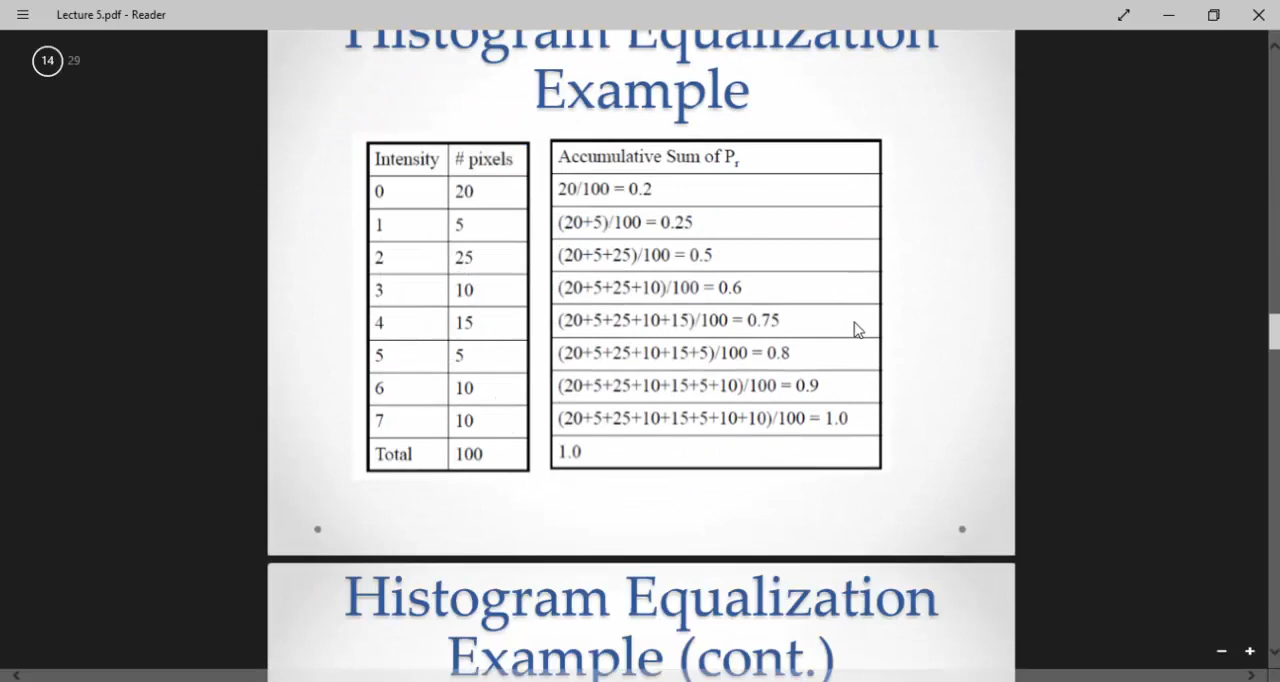 Lecture 5.pdf - Reader
14 29
Histogram Equalization
Example
Intensity # pixels Accumulative Sum of Pr
0 20 20/100 = 0.2
1 5 (20+5)/100 = 0.25
2 25 (20+5+25)/100 = 0.5
3 10 (20+5+25+10)/100 = 0.6
4 15 (20+5+25+10+15)/100 = 0.75
5 5 (20+5+25+10+15+5)/100 = 0.8
6 10 (20+5+25+10+15+5+10)/100 = 0.9
7 10 (20+5+25+10+15+5+10+10)/100 = 1.0
Total 100 1.0
Histogram Equalization
Example (cont.)